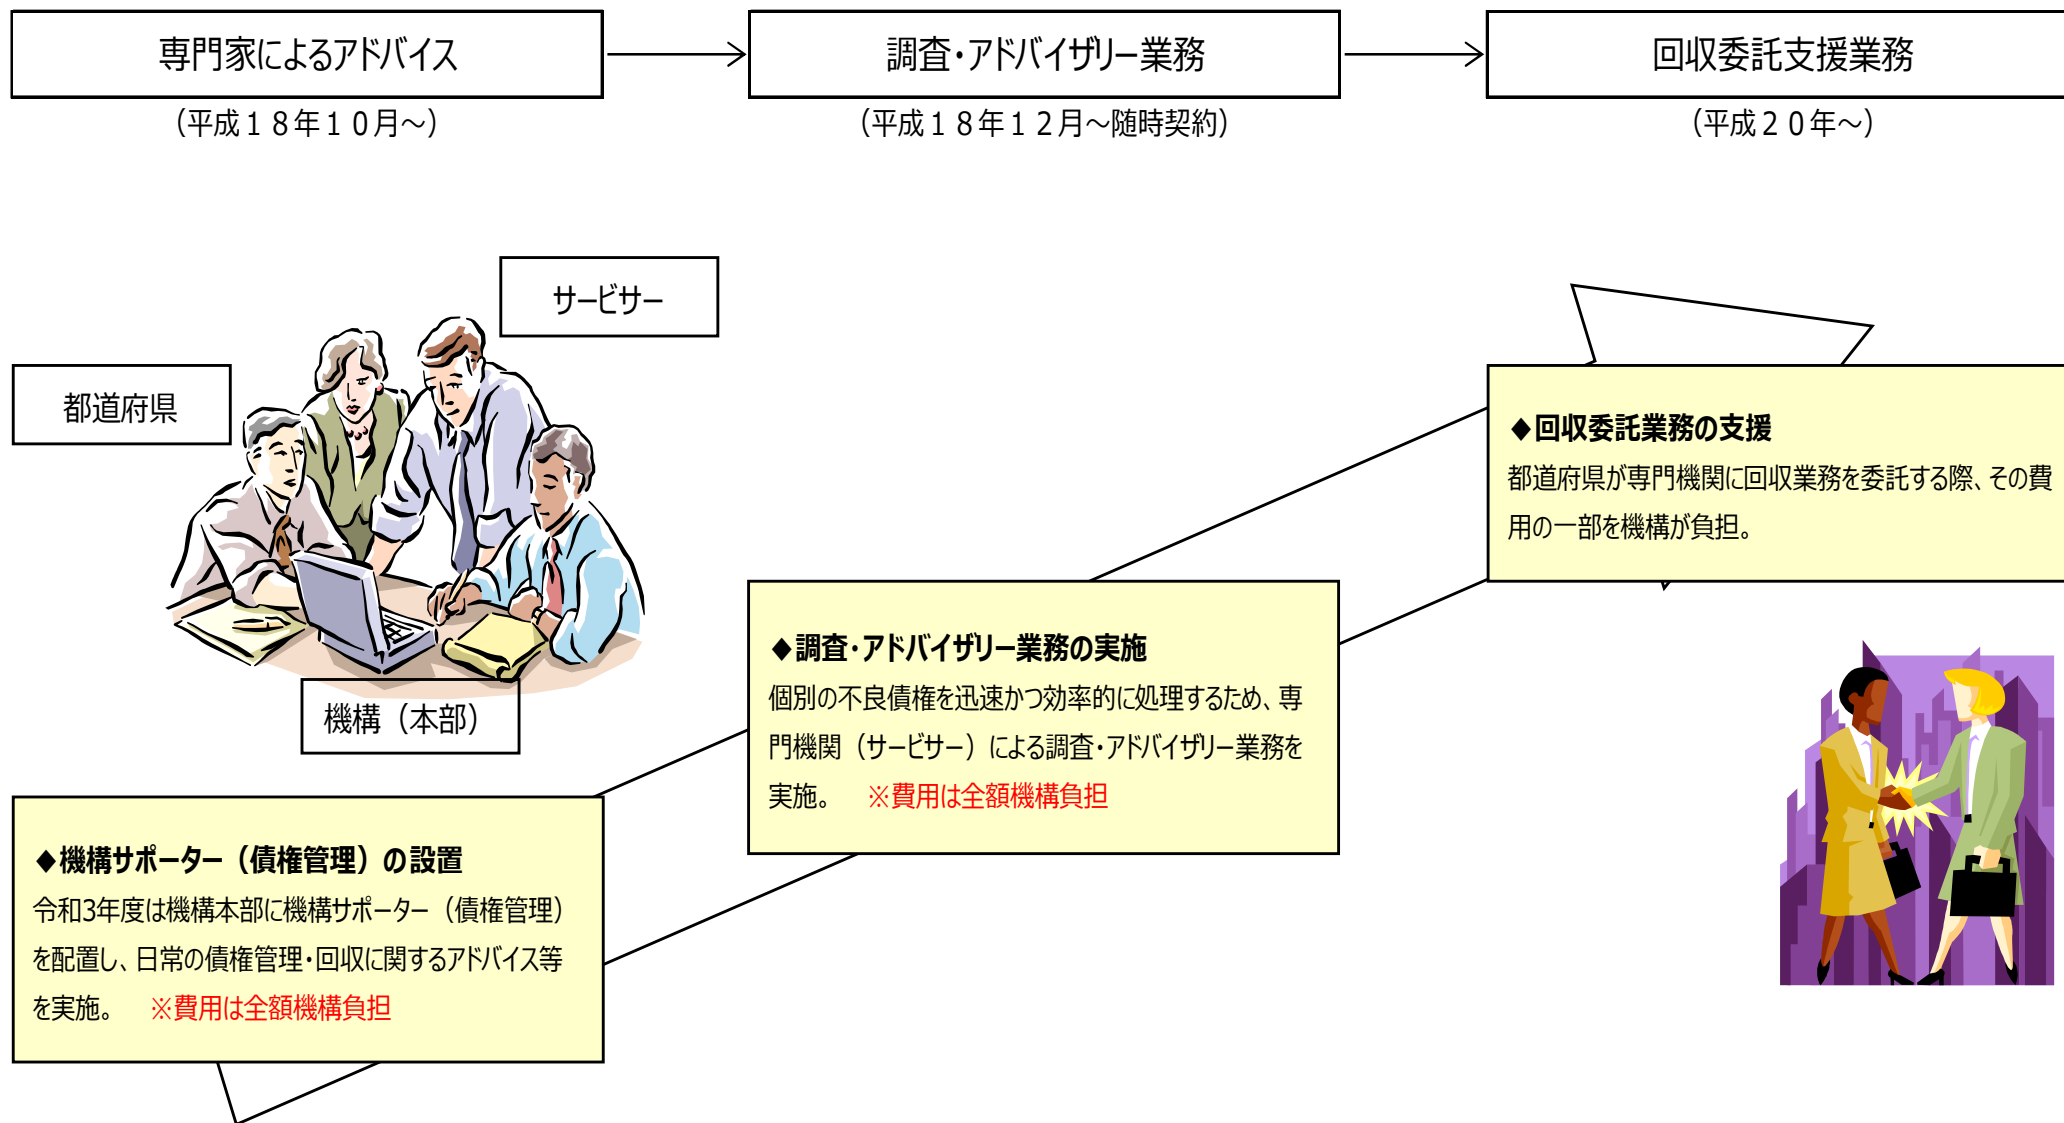 専門家によるアドバイス
調査・アドバイザリー業務
回収委託支援業務
（平成１８年１０月～）
（平成１８年１２月～随時契約）
（平成２０年～）
サービサー
都道府県
機構（本部）
◆回収委託業務の支援
都道府県が専門機関に回収業務を委託する際、その費
用の一部を機構が負担。
◆調査・アドバイザリー業務の実施
個別の不良債権を迅速かつ効率的に処理するため、専
門機関（サービサー）による調査・アドバイザリー業務を
実施。　※費用は全額機構負担
◆機構サポーター（債権管理）の設置
令和3年度は機構本部に機構サポーター（債権管理）
を配置し、日常の債権管理・回収に関するアドバイス等
を実施。　※費用は全額機構負担